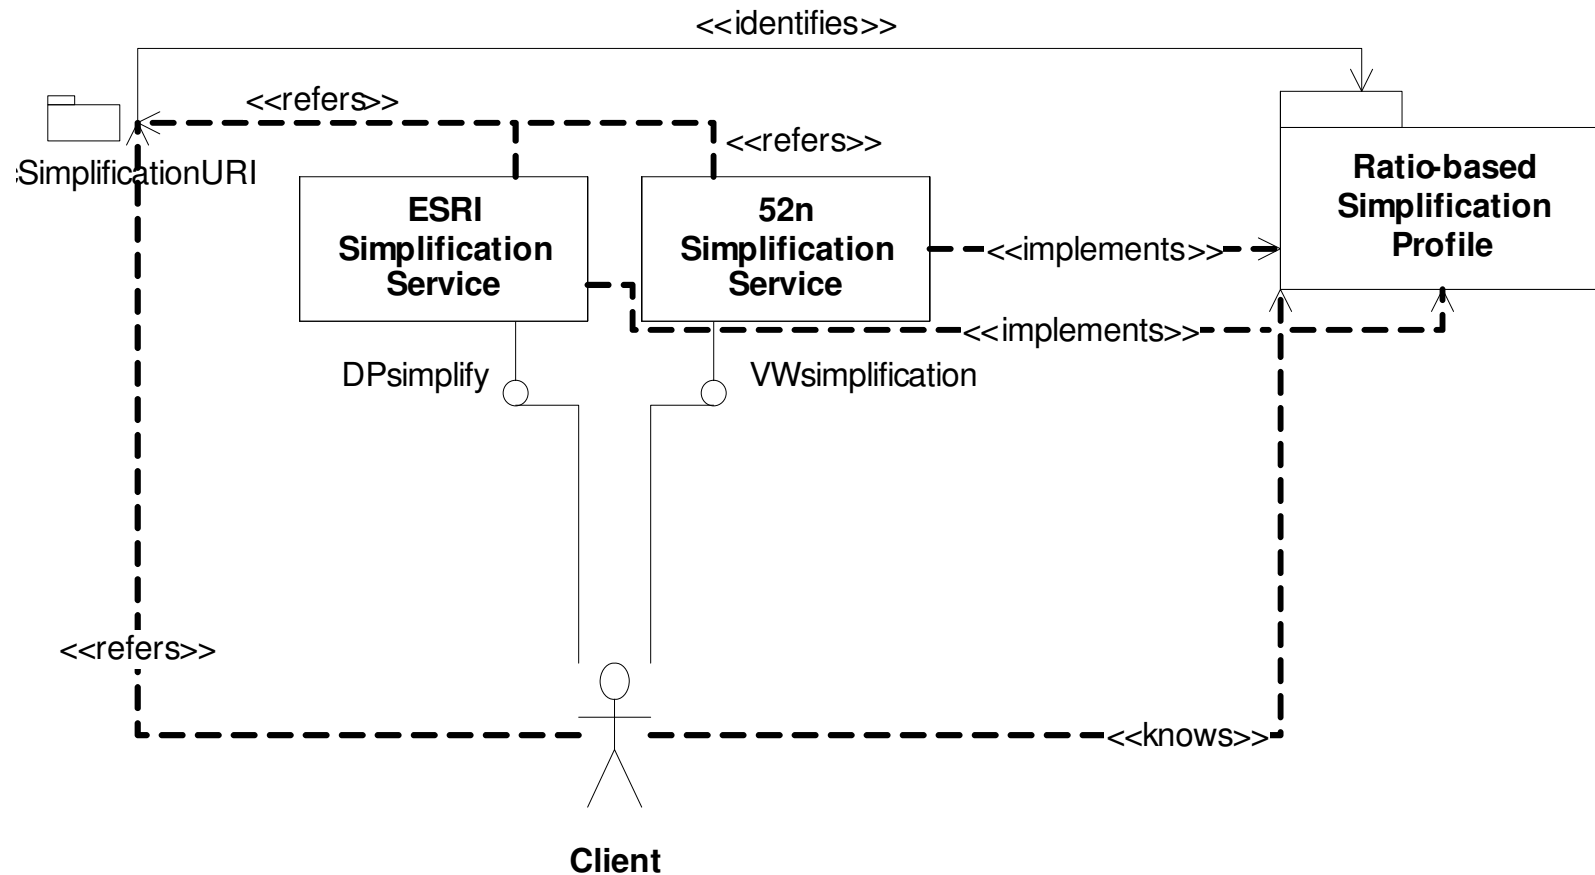 <<identifies>>
<<refers>>
<<refers>>
SimplificationURI
ESRI
Simplification
Service
52n
Simplification
Service
Ratio-based
Simplification
Profile
<<implements>>
<<implements>>
DPsimplify
VWsimplification
<<refers>>
<<knows>>
Client